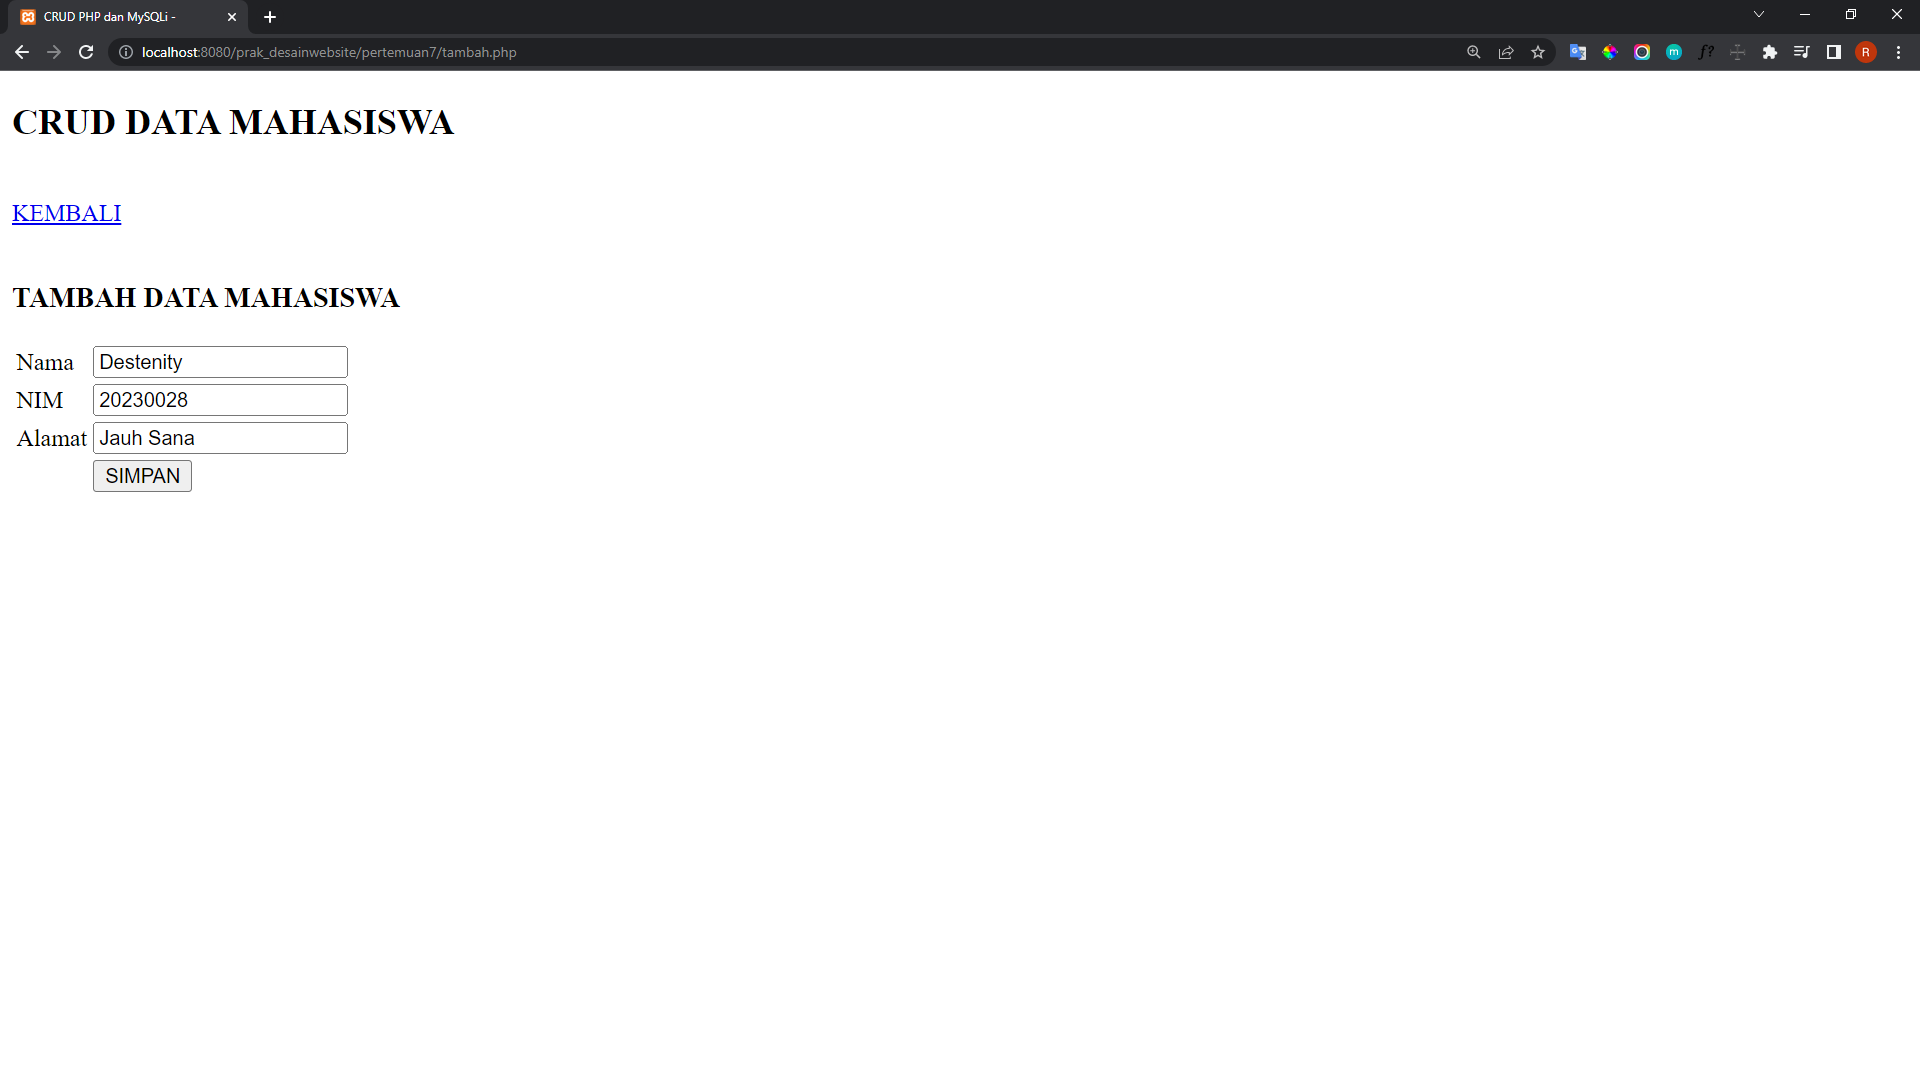 CRUD PHP dan MySQLi -
localhost:8080/prak_desainwebsite/pertemuan7/tambah.php
f?
m
R
CRUD DATA MAHASISWA
KEMBALI
TAMBAH DATA MAHASISWA
Nama Destenity
NIM 20230028
Alamat Jauh Sana
SIMPAN